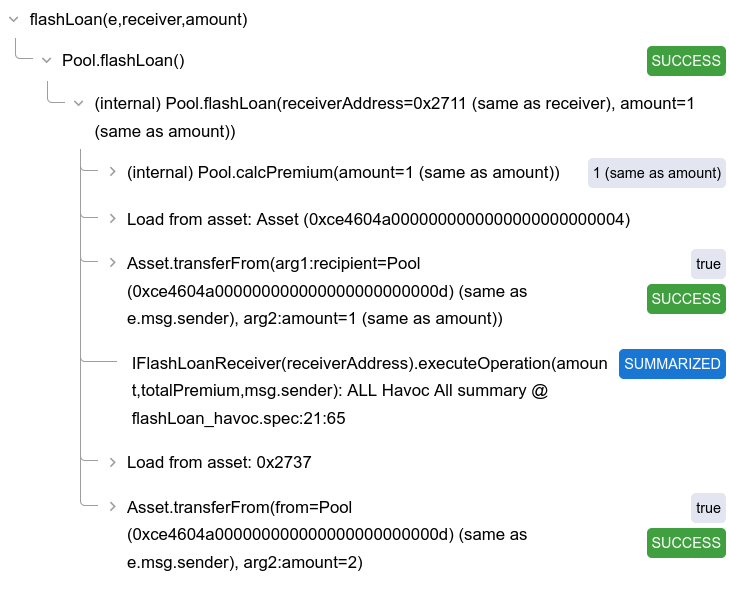 flashLoan(e,receiver,amount)
Pool.flashLoan()
SUCCESS
(internal) Pool.flashLoan(receiverAddress=0x2711 (same as receiver), amount=1
(same as amount))
(internal) Pool.calcPremium(amount=1 (same as amount))
1 (same as amount)
Load from asset: Asset (0xce4604a0000000000000000000000004)
Asset.transferFrom(arg1:recipient=Pool
true
(0xce4604a000000000000000000000000d) (same as
SUCCESS
e.msg.sender), arg2:amount=1 (same as amount))
IFlashLoanReceiver(receiverAddress).executeOperation(amoun
SUMMARIZED
t,totalPremium,msg.sender): ALL Havoc All summary @
flashLoan_havoc.spec:21:65
Load from asset: 0x2737
Asset.transferFrom(from=Pool
true
(0xce4604a000000000000000000000000d) (same as
SUCCESS
e.msg.sender), arg2:amount=2)